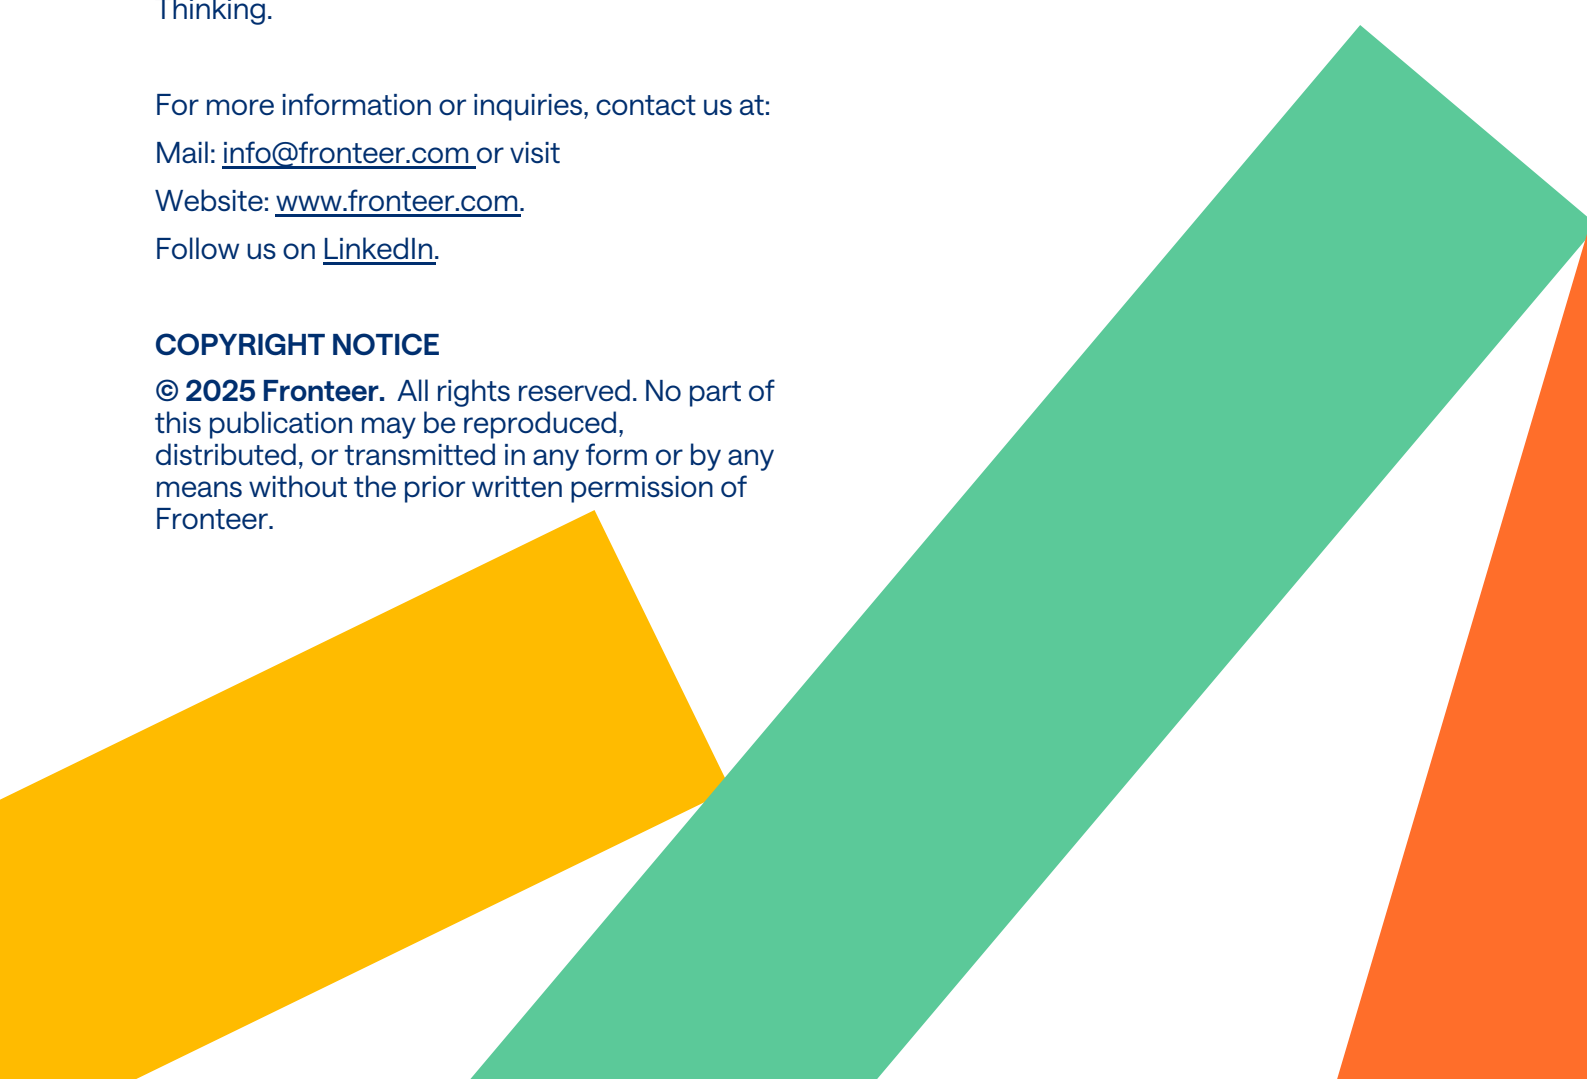 Thinking.
For more information or inquiries, contact us at:
Mail: info@fronteer.com or visit
Website: www.fronteer.com.
Follow us on LinkedIn.
COPYRIGHT NOTICE
© 2025 Fronteer. All rights reserved. No part of
this publication may be reproduced,
distributed, or transmitted in any form or by any
means without the prior written permission of
Fronteer.